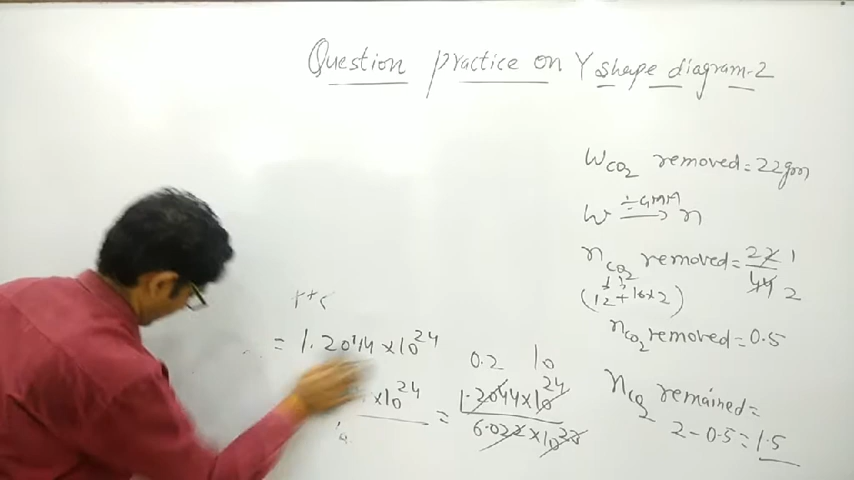 Question practice on Y shape diagram-2
W CO2 removed = 22gm
W ÷GMM → n
n CO2 removed = 22 1
44 2
(12+16×2)
n CO2 removed = 0.5
n CO2 remained =
2 - 0.5 = 1.5
= 1.2044 × 10^24
0.2 10
× 10^24 = 1.2044 × 10^24
6.022 × 10^23